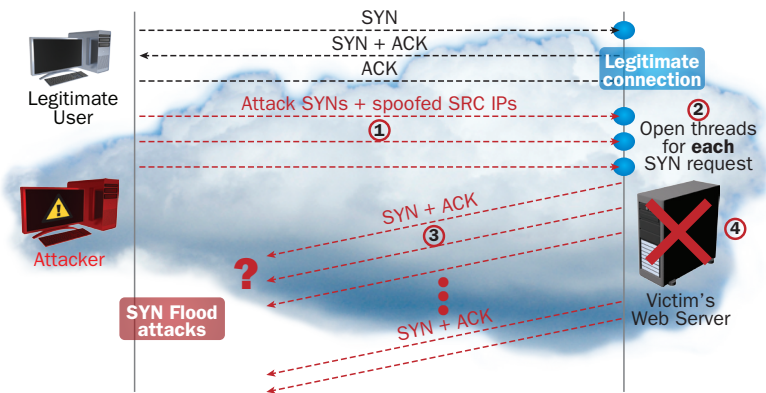 SYN
SYN + ACK
ACK
Legitimate
User
Legitimate
connection
Attack SYNs + spoofed SRC IPs
1
2
Open threads
for each
SYN request
Attacker
SYN + ACK
3
?
4
Victim's
Web Server
SYN Flood
attacks
SYN + ACK